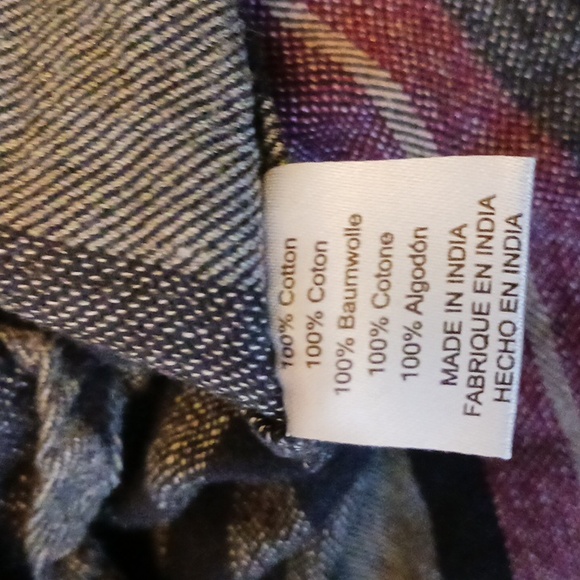 100% Cotton
100% Coton
100% Baumwolle
100% Cotone
100% Algodón
MADE IN INDIA
FABRIQUE EN INDIA
HECHO EN INDIA